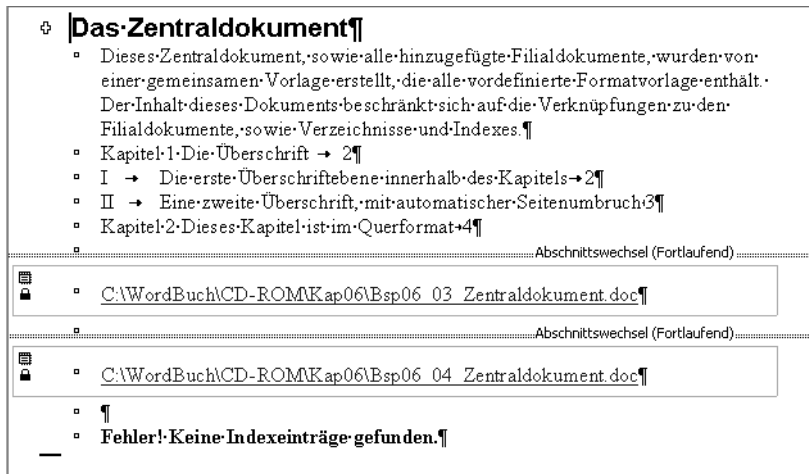 Das·Zentraldokument¶
Dieses·Zentraldokument,·sowie·alle·hinzugefügte·Filialdokumente,·wurden·von·
einer·gemeinsamen·Vorlage·erstellt,·die·alle·vordefinierte·Formatvorlage·enthält.·
Der·Inhalt·dieses·Dokuments·beschränkt·sich·auf·die·Verknüpfungen·zu·den·
Filialdokumente,·sowie·Verzeichnisse·und·Indexes.¶
Kapitel·1·Die·Überschrift → 2¶
I → Die·erste·Überschriftebene·innerhalb·des·Kapitels→2¶
II → Eine·zweite·Überschrift,·mit·automatischer·Seitenumbruch→3¶
Kapitel·2·Dieses·Kapitel·ist·im·Querformat→4¶
Abschnittswechsel (Fortlaufend)
C:\WordBuch\CD-ROM\Kap06\Bsp06_03_Zentraldokument.doc¶
Abschnittswechsel (Fortlaufend)
C:\WordBuch\CD-ROM\Kap06\Bsp06_04_Zentraldokument.doc¶
¶
Fehler!·Keine·Indexeinträge·gefunden.¶